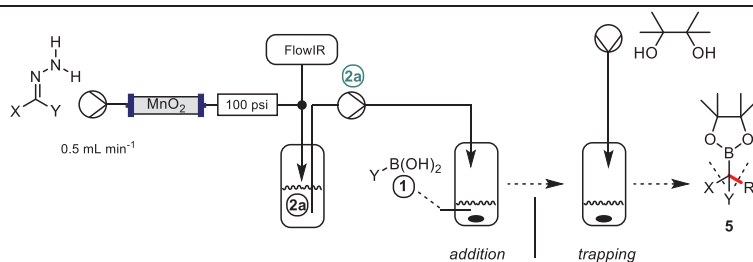 H
N
N
H
X
Y
0.5 mL min⁻¹
MnO₂
100 psi
FlowIR
2a
2a
Y
B(OH)₂
1
addition
HO
OH
trapping
O
O
B
X
R
Y
5